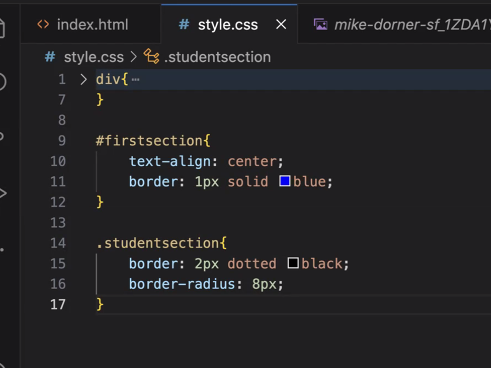 <> index.html
# style.css ×
mike-dorner-sf_1ZDA1Y
# style.css > .studentsection
1 > div{ ⋯
7 }
8
9 #firstsection{
10 text-align: center;
11 border: 1px solid blue;
12 }
13
14 .studentsection{
15 border: 2px dotted black;
16 border-radius: 8px;
17 }